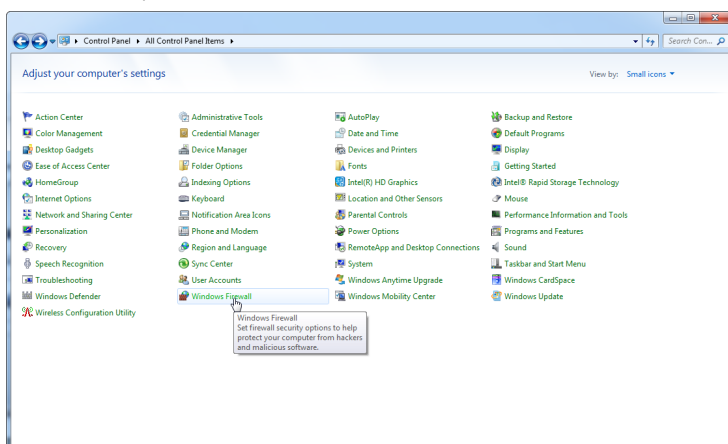 Control Panel All Control Panel Items Search Con...
Adjust your computer's settings View by: Small icons
Action Center Administrative Tools AutoPlay Backup and Restore
Color Management Credential Manager Date and Time Default Programs
Desktop Gadgets Device Manager Devices and Printers Display
Ease of Access Center Folder Options Fonts Getting Started
HomeGroup Indexing Options Intel(R) HD Graphics Intel® Rapid Storage Technology
Internet Options Keyboard Location and Other Sensors Mouse
Network and Sharing Center Notification Area Icons Parental Controls Performance Information and Tools
Personalization Phone and Modem Power Options Programs and Features
Recovery Region and Language RemoteApp and Desktop Connections Sound
Speech Recognition Sync Center System Taskbar and Start Menu
Troubleshooting User Accounts Windows Anytime Upgrade Windows CardSpace
Windows Defender Windows Firewall Windows Mobility Center Windows Update
Wireless Configuration Utility
Windows Firewall
Set firewall security options to help
protect your computer from hackers
and malicious software.